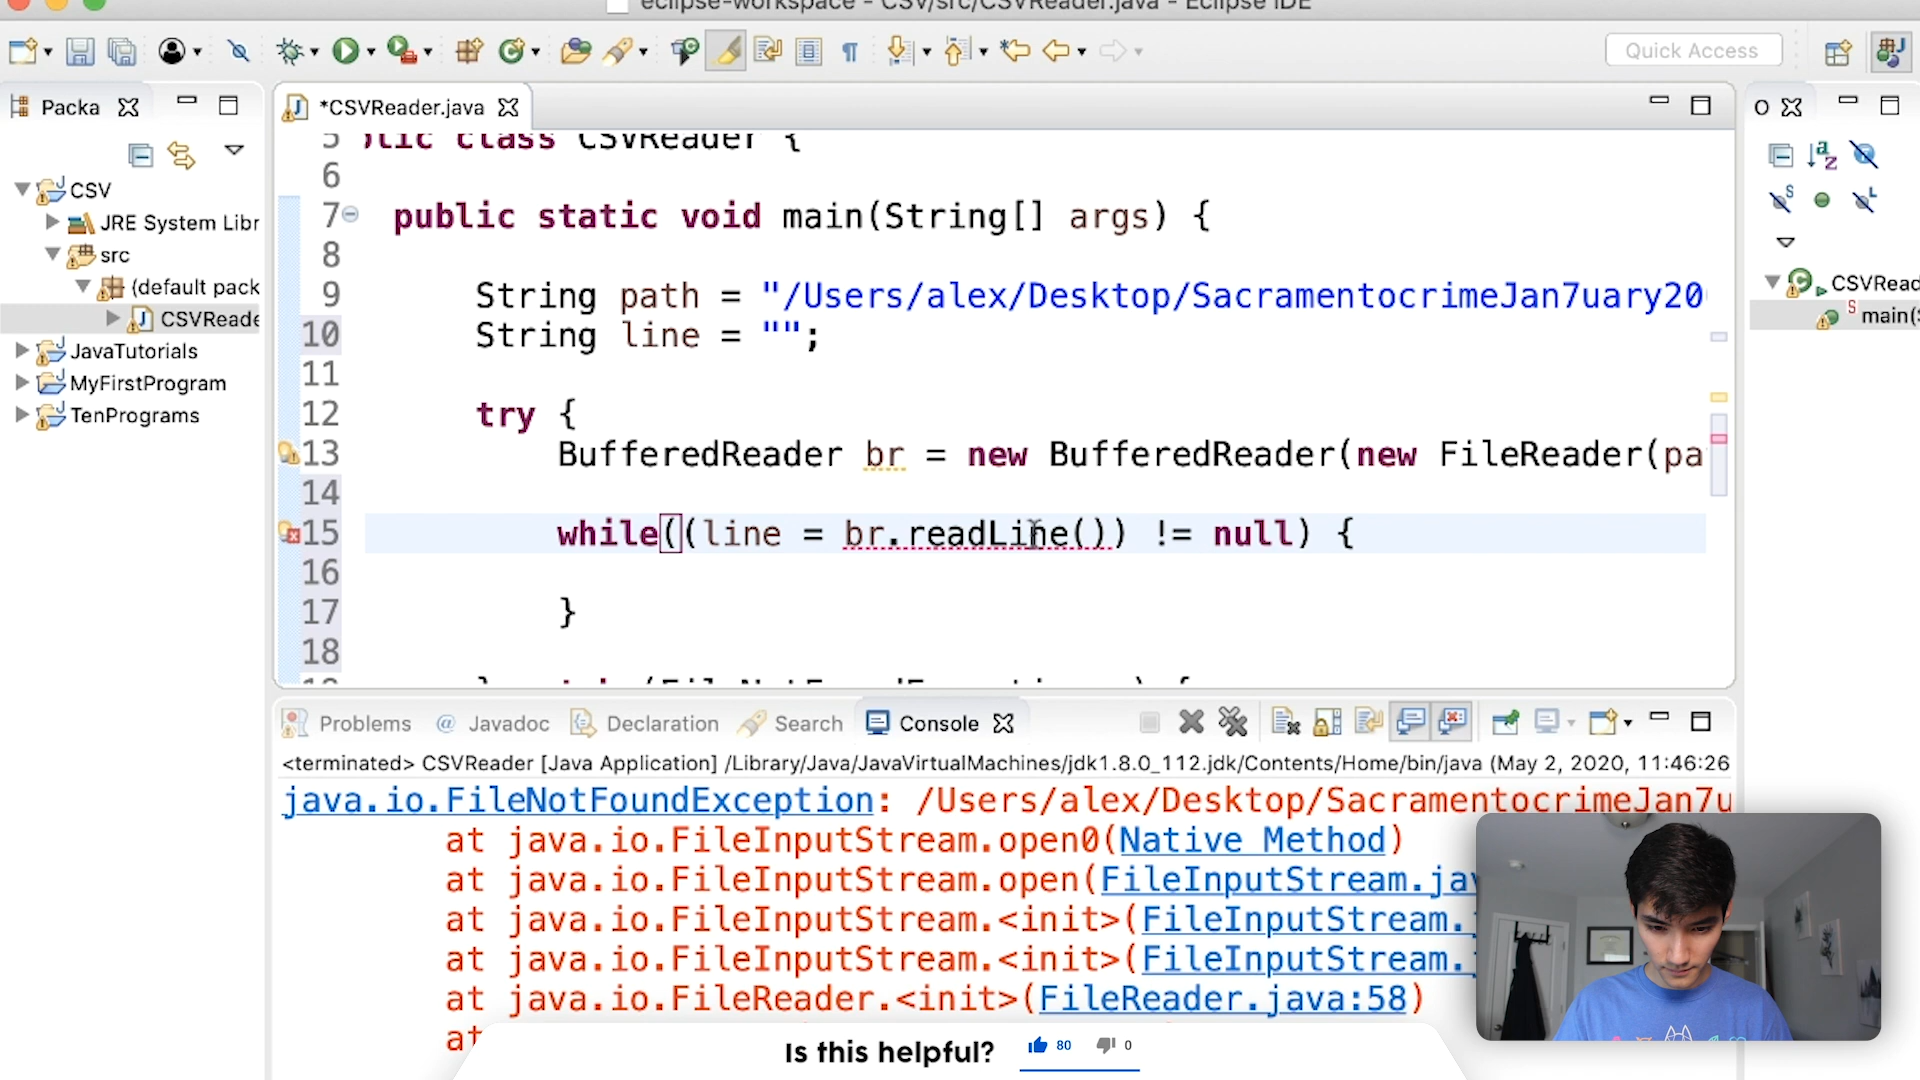 eclipse-workspace - CSV/src/CSVReader.java - Eclipse IDE
Quick Access
Packa
*CSVReader.java
O
CSV
JRE System Libr
src
(default pack
CSVReade
JavaTutorials
MyFirstProgram
TenPrograms
5 blic class CSVReader {
6
7 public static void main(String[] args) {
8
9 String path = "/Users/alex/Desktop/SacramentocrimeJan7uary20
10 String line = "";
11
12 try {
13 BufferedReader br = new BufferedReader(new FileReader(pa
14
15 while((line = br.readLine()) != null) {
16
17 }
18
CSVRead
main(S
Problems @ Javadoc Declaration Search Console
<terminated> CSVReader [Java Application] /Library/Java/JavaVirtualMachines/jdk1.8.0_112.jdk/Contents/Home/bin/java (May 2, 2020, 11:46:26
java.io.FileNotFoundException: /Users/alex/Desktop/SacramentocrimeJan7u
at java.io.FileInputStream.open0(Native Method)
at java.io.FileInputStream.open(FileInputStream.jav
at java.io.FileInputStream.<init>(FileInputStream.
at java.io.FileInputStream.<init>(FileInputStream.
at java.io.FileReader.<init>(FileReader.java:58)
at
Is this helpful? 80 0